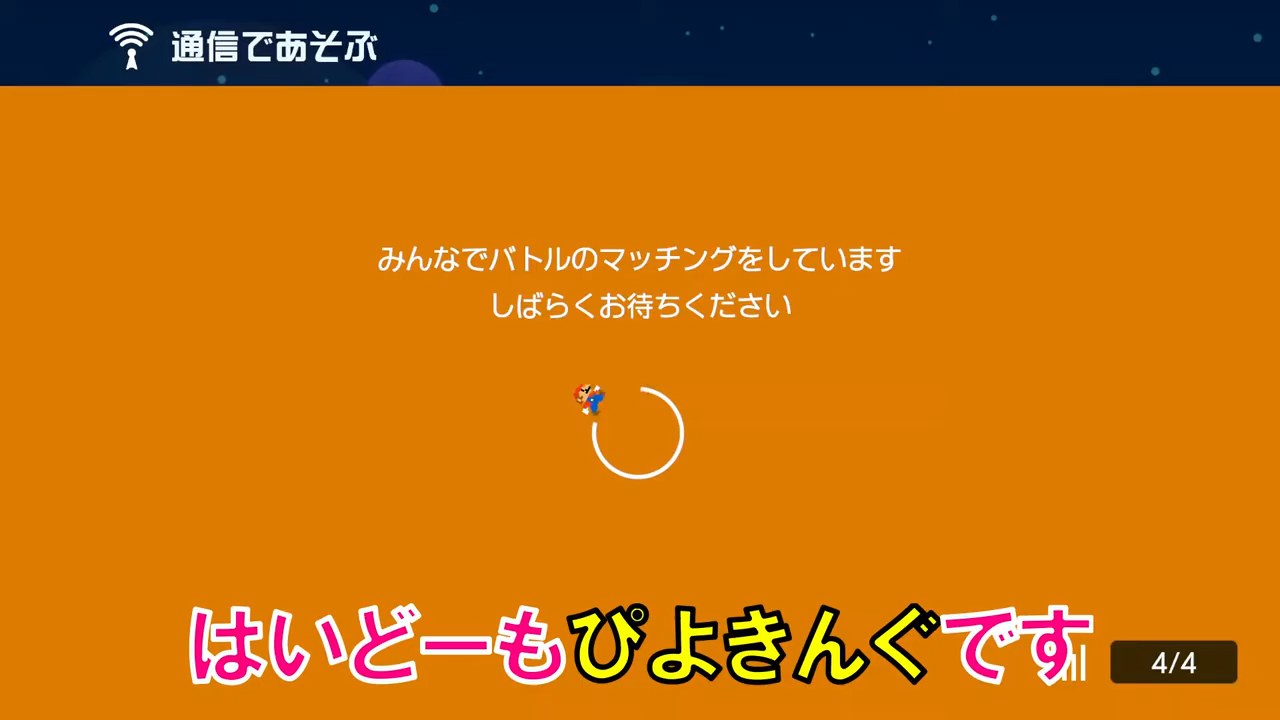 通信であそぶ
みんなでバトルのマッチングをしています
しばらくお待ちください
はいどーもぴよきんぐです
4/4